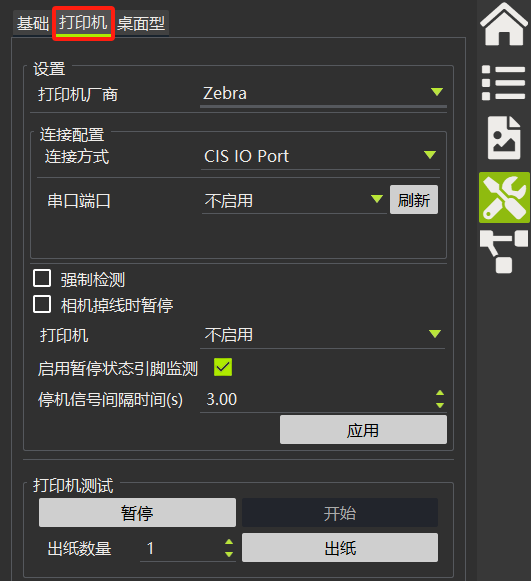 基础 打印机 桌面型
设置
打印机厂商 Zebra
连接配置
连接方式 CIS IO Port
串口端口 不启用 刷新
强制检测
相机掉线时暂停
打印机 不启用
启用暂停状态引脚监测
停机信号间隔时间(s) 3.00
应用
打印机测试
暂停 开始
出纸数量 1 出纸